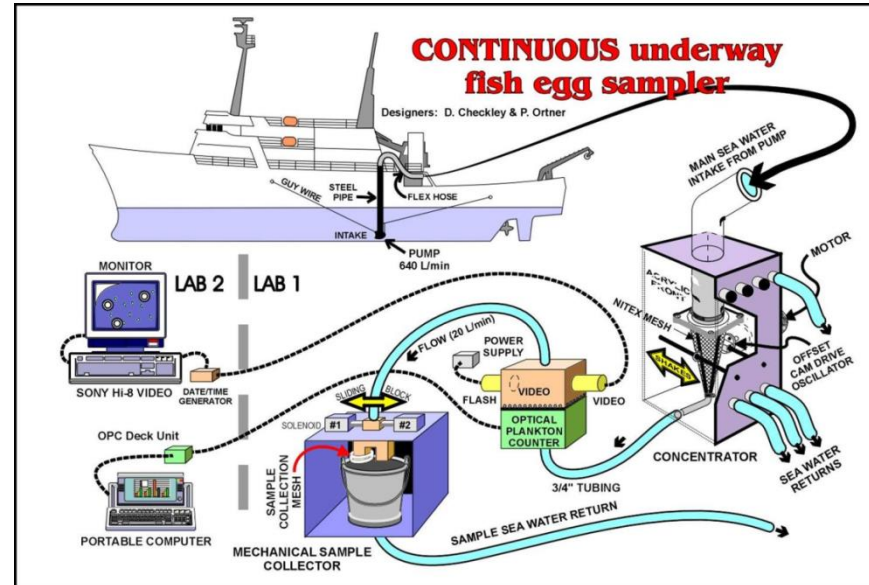 CONTINUOUS underway
fish egg sampler
Designers: D. Checkley & P. Ortner
MAIN SEA WATER
INTAKE FROM PUMP
GUY WIRE
STEEL
PIPE
FLEX HOSE
INTAKE
PUMP
640 L/min
MONITOR
LAB 2
LAB 1
MOTOR
ACRYLIC
FRONT
NITEX MESH
OFFSET
CAM DRIVE
OSCILLATOR
SHAKES
CONCENTRATOR
SEA WATER
RETURNS
FLOW (20 L/min)
POWER
SUPPLY
FLASH
VIDEO
VIDEO
OPTICAL
PLANKTON
COUNTER
3/4" TUBING
SONY Hi-8 VIDEO
DATE/TIME
GENERATOR
SLIDING BLOCK
SOLENOID
#1
#2
OPC Deck Unit
SAMPLE
COLLECTION
MESH
PORTABLE COMPUTER
MECHANICAL SAMPLE
COLLECTOR
SAMPLE SEA WATER RETURN